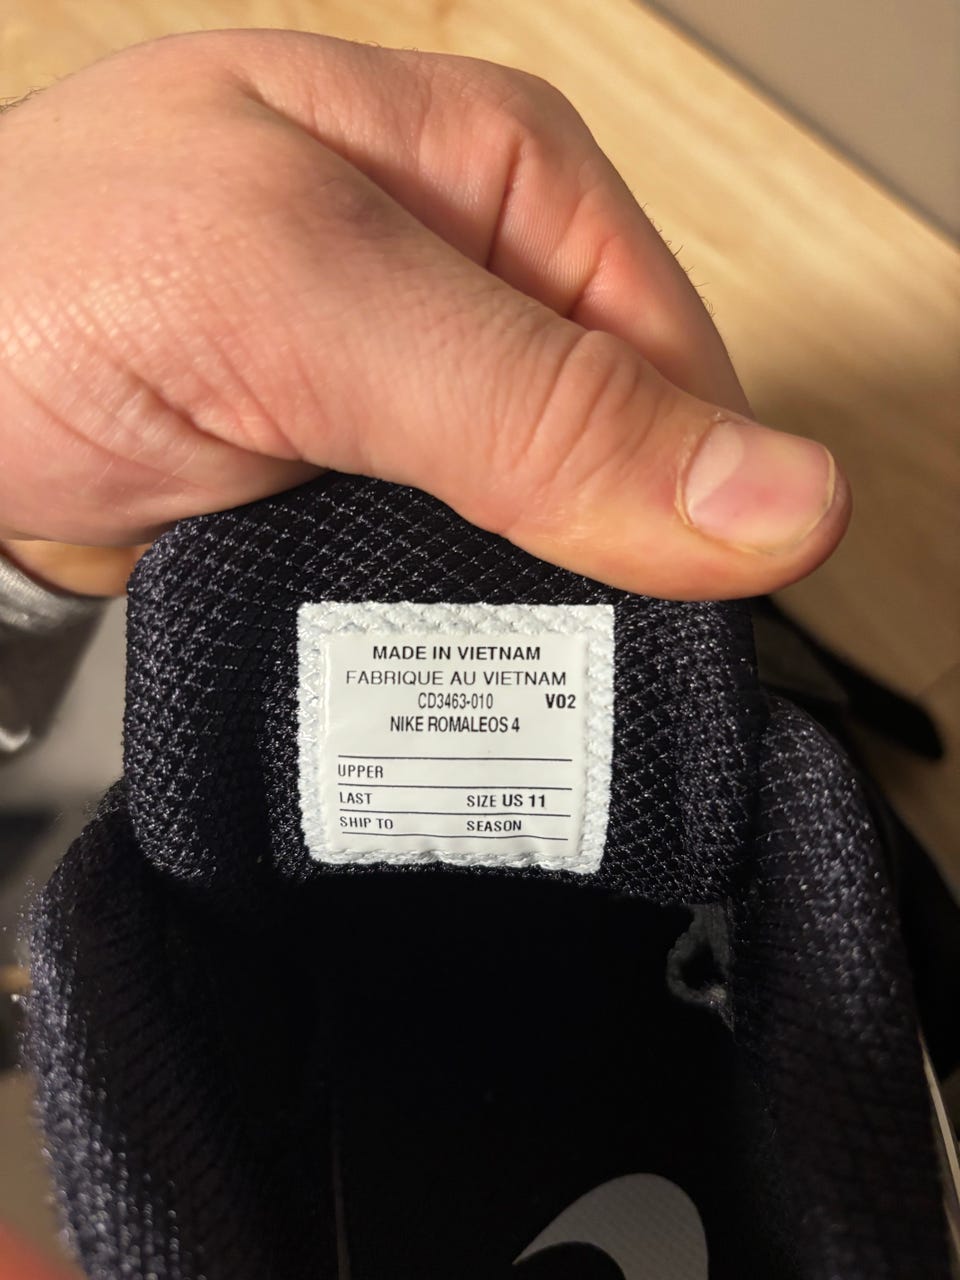 MADE IN VIETNAM
FABRIQUE AU VIETNAM
CD3463-010 V02
NIKE ROMALEOS 4
UPPER
LAST SIZE US 11
SHIP TO SEASON